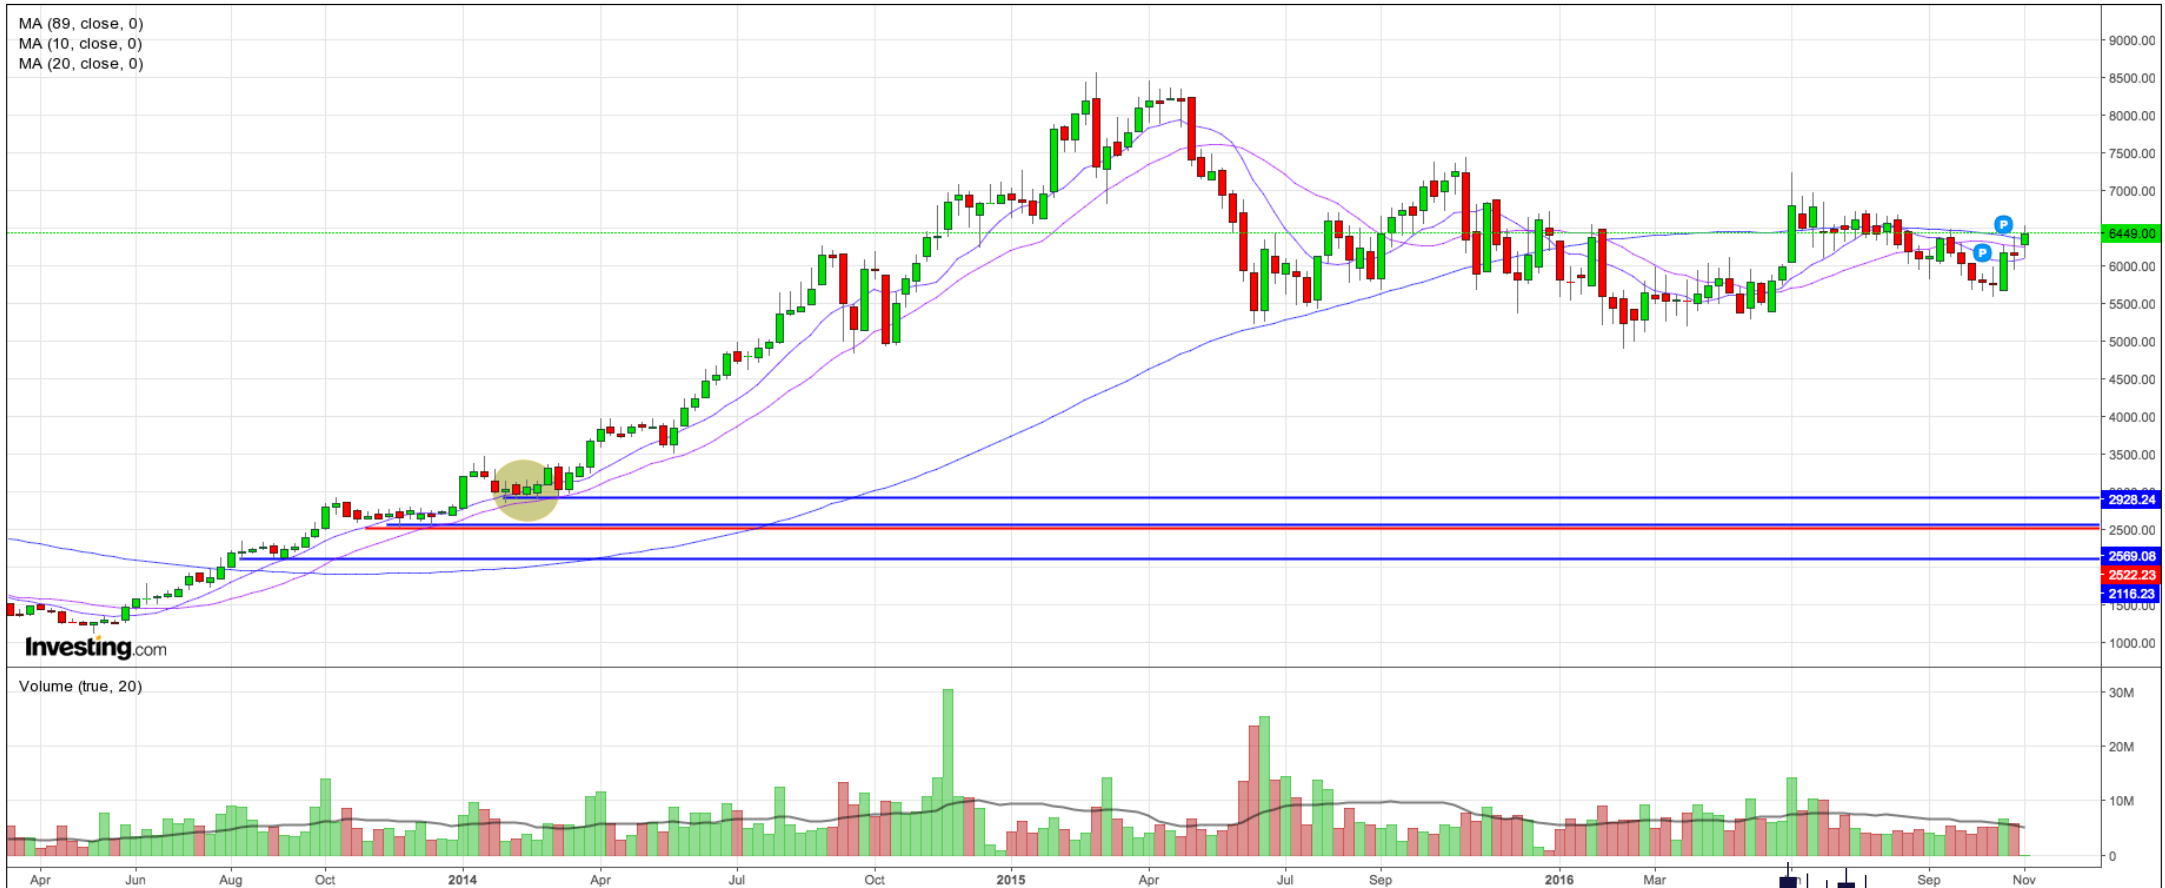 MA (89, close, 0)
MA (10, close, 0)
MA (20, close, 0)
9000.00
8500.00
8000.00
7500.00
7000.00
6449.00
6000.00
5500.00
5000.00
4500.00
4000.00
3500.00
2928.24
2500.00
2569.08
2522.23
2116.23
1500.00
1000.00
P
P
Investing.com
Volume (true, 20)
30M
20M
10M
0
Apr Jun Aug Oct 2014 Apr Jul Oct 2015 Apr Jul Sep 2016 Mar Sep Nov